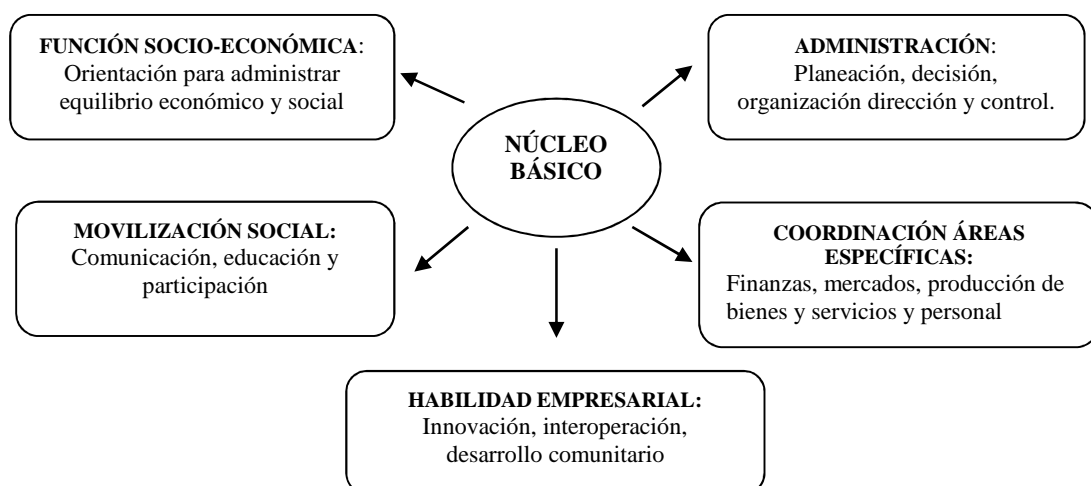 FUNCIÓN SOCIO-ECONÓMICA:
Orientación para administrar
equilibrio económico y social
ADMINISTRACIÓN:
Planeación, decisión,
organización dirección y control.
NÚCLEO
BÁSICO
MOVILIZACIÓN SOCIAL:
Comunicación, educación y
participación
COORDINACIÓN ÁREAS
ESPECÍFICAS:
Finanzas, mercados, producción de
bienes y servicios y personal
HABILIDAD EMPRESARIAL:
Innovación, interoperación,
desarrollo comunitario